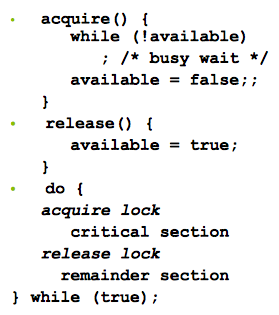 • acquire() {
while (!available)
; /* busy wait */
available = false;;
}
• release() {
available = true;
}
• do {
acquire lock
critical section
release lock
remainder section
} while (true);